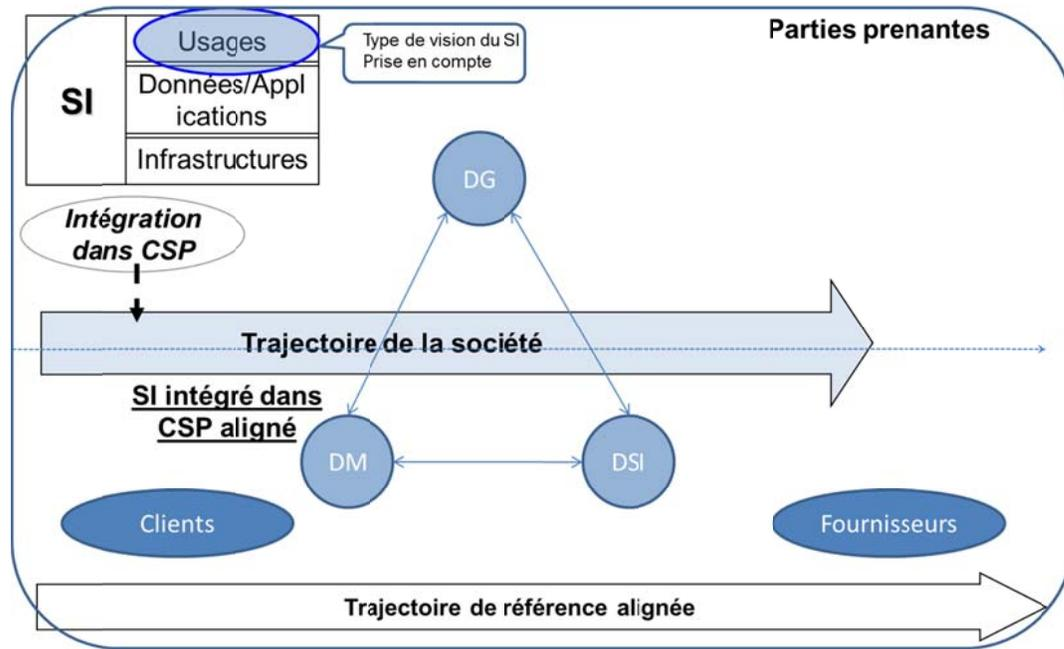 Parties prenantes
SI
Usages
Données/Appl
ications
Infrastructures
Type de vision du SI
Prise en compte
DG
Intégration
dans CSP
Trajectoire de la société
SI intégré dans
CSP aligné
DM
DSI
Clients
Fournisseurs
Trajectoire de référence alignée